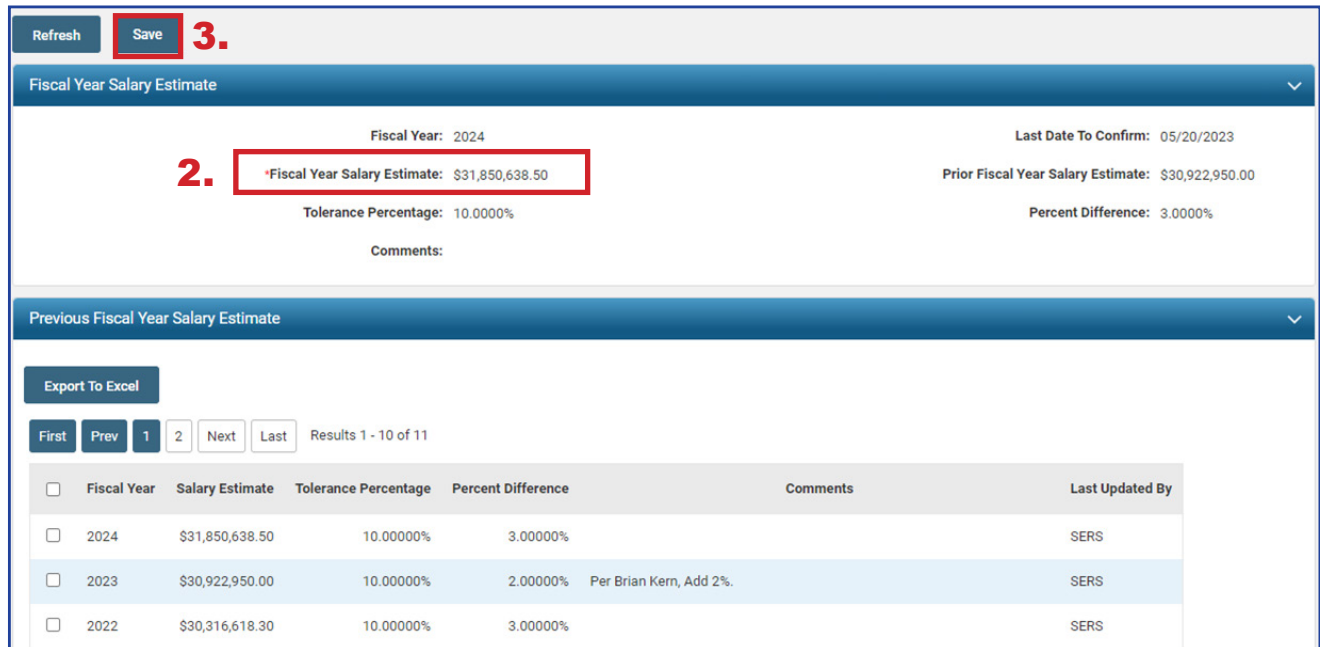 Refresh Save 3.
Fiscal Year Salary Estimate
Fiscal Year: 2024 Last Date To Confirm: 05/20/2023
2. *Fiscal Year Salary Estimate: $31,850,638.50 Prior Fiscal Year Salary Estimate: $30,922,950.00
Tolerance Percentage: 10.0000% Percent Difference: 3.0000%
Comments:
Previous Fiscal Year Salary Estimate
Export To Excel
First Prev 1 2 Next Last Results 1 - 10 of 11
Fiscal Year Salary Estimate Tolerance Percentage Percent Difference Comments Last Updated By
2024 $31,850,638.50 10.00000% 3.00000% SERS
2023 $30,922,950.00 10.00000% 2.00000% Per Brian Kern, Add 2%. SERS
2022 $30,316,618.30 10.00000% 3.00000% SERS